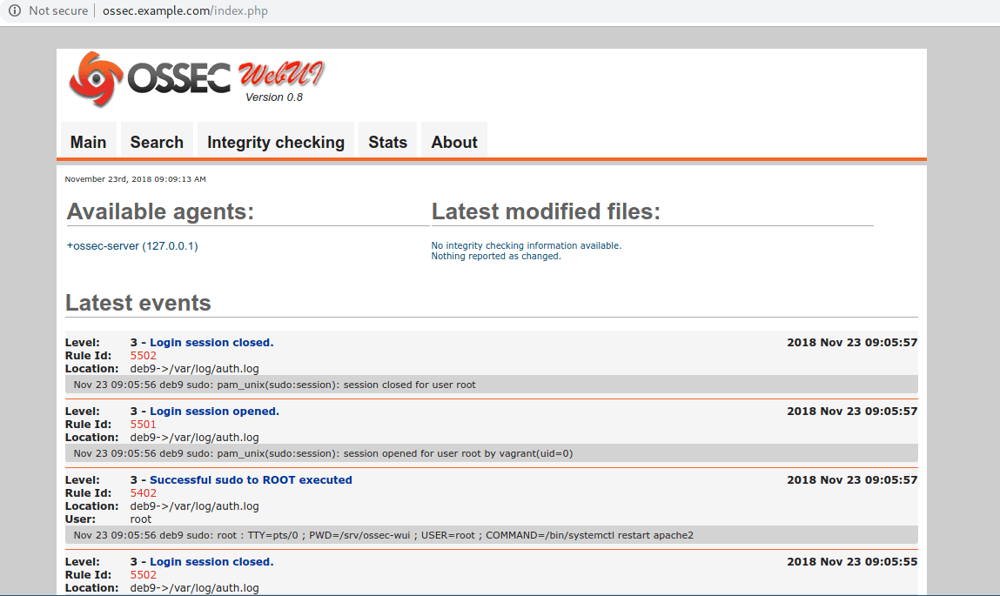 Not secure | ossec.example.com/index.php
OSSEC WebUI
Version 0.8
Main Search Integrity checking Stats About
November 23rd, 2018 09:09:13 AM
Available agents: Latest modified files:
+ossec-server (127.0.0.1) No integrity checking information available.
Nothing reported as changed.
Latest events
Level: 3 - Login session closed. 2018 Nov 23 09:05:57
Rule Id: 5502
Location: deb9->/var/log/auth.log
Nov 23 09:05:56 deb9 sudo: pam_unix(sudo:session): session closed for user root
Level: 3 - Login session opened. 2018 Nov 23 09:05:57
Rule Id: 5501
Location: deb9->/var/log/auth.log
Nov 23 09:05:56 deb9 sudo: pam_unix(sudo:session): session opened for user root by vagrant(uid=0)
Level: 3 - Successful sudo to ROOT executed 2018 Nov 23 09:05:57
Rule Id: 5402
Location: deb9->/var/log/auth.log
User: root
Nov 23 09:05:56 deb9 sudo: root : TTY=pts/0 ; PWD=/srv/ossec-wui ; USER=root ; COMMAND=/bin/systemctl restart apache2
Level: 3 - Login session closed. 2018 Nov 23 09:05:55
Rule Id: 5502
Location: deb9->/var/log/auth.log